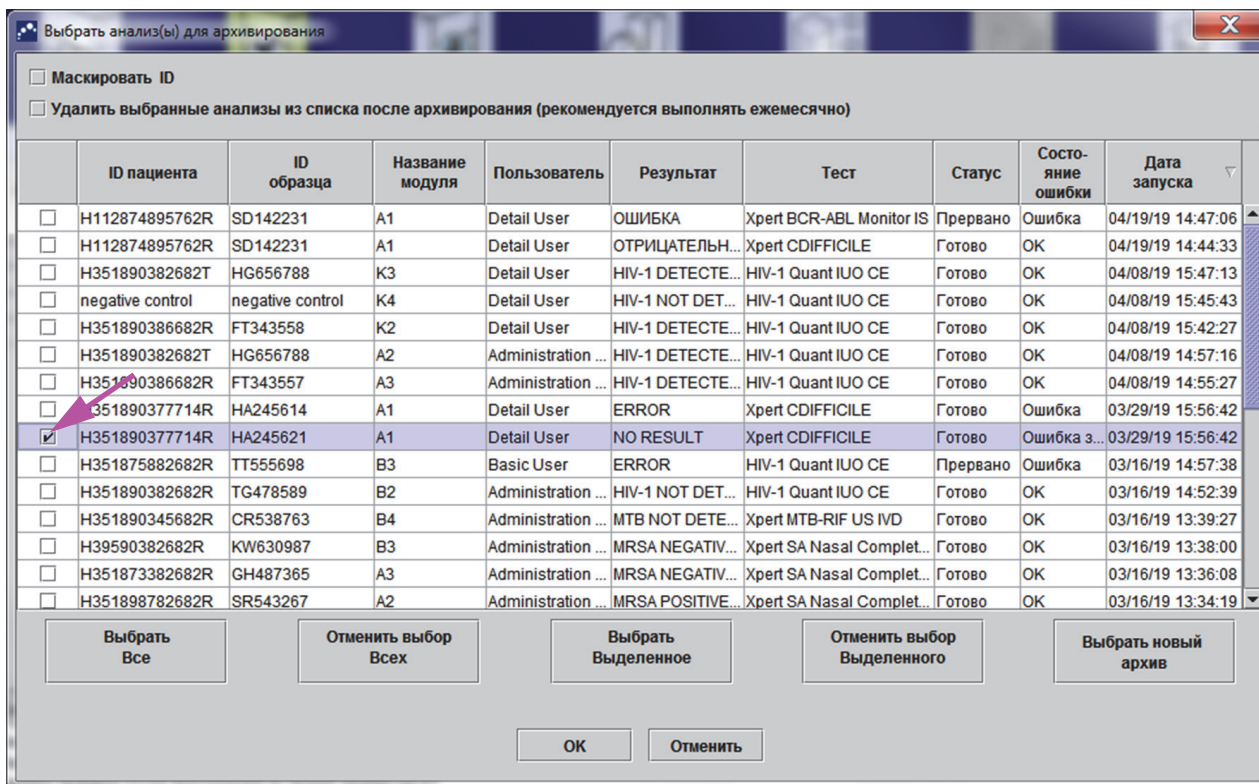 Выбрать анализ(ы) для архивирования
Маскировать ID
Удалить выбранные анализы из списка после архивирования (рекомендуется выполнять ежемесячно)
ID пациента ID образца Название модуля Пользователь Результат Тест Статус Состо-яние ошибки Дата запуска
H112874895762R SD142231 A1 Detail User ОШИБКА Xpert BCR-ABL Monitor IS Прервано Ошибка 04/19/19 14:47:06
H112874895762R SD142231 A1 Detail User ОТРИЦАТЕЛЬН... Xpert CDIFFICILE Готово OK 04/19/19 14:44:33
H351890382682T HG656788 K3 Detail User HIV-1 DETECTE... HIV-1 Quant IUO CE Готово OK 04/08/19 15:47:13
negative control negative control K4 Detail User HIV-1 NOT DET... HIV-1 Quant IUO CE Готово OK 04/08/19 15:45:43
H351890386682R FT343558 K2 Detail User HIV-1 DETECTE... HIV-1 Quant IUO CE Готово OK 04/08/19 15:42:27
H351890382682T HG656788 A2 Administration ... HIV-1 DETECTE... HIV-1 Quant IUO CE Готово OK 04/08/19 14:57:16
H351890386682R FT343557 A3 Administration ... HIV-1 DETECTE... HIV-1 Quant IUO CE Готово OK 04/08/19 14:55:27
H351890377714R HA245614 A1 Detail User ERROR Xpert CDIFFICILE Готово Ошибка 03/29/19 15:56:42
H351890377714R HA245621 A1 Detail User NO RESULT Xpert CDIFFICILE Готово Ошибка з... 03/29/19 15:56:42
H351875882682R TT555698 B3 Basic User ERROR HIV-1 Quant IUO CE Прервано Ошибка 03/16/19 14:57:38
H351890382682R TG478589 B2 Administration ... HIV-1 NOT DET... HIV-1 Quant IUO CE Готово OK 03/16/19 14:52:39
H351890345682R CR538763 B4 Administration ... MTB NOT DETE... Xpert MTB-RIF US IVD Готово OK 03/16/19 13:39:27
H39590382682R KW630987 B3 Administration ... MRSA NEGATIV... Xpert SA Nasal Complet... Готово OK 03/16/19 13:38:00
H351873382682R GH487365 A3 Administration ... MRSA NEGATIV... Xpert SA Nasal Complet... Готово OK 03/16/19 13:36:08
H351898782682R SR543267 A2 Administration ... MRSA POSITIVE... Xpert SA Nasal Complet... Готово OK 03/16/19 13:34:19
Выбрать Отменить выбор Выбрать Отменить выбор Выбрать новый
Все Всех Выделенное Выделенного архив
OK Отменить